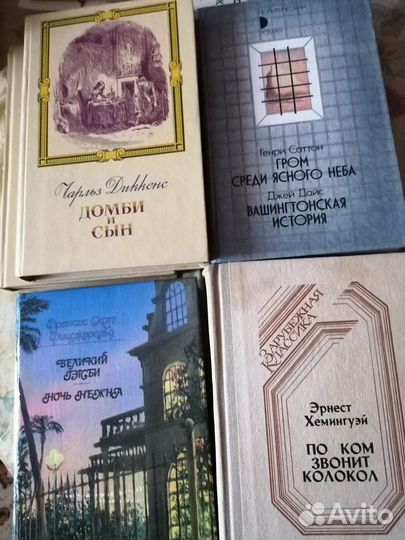 Чарльз Диккенс
ДОМБИ
И
СЫН
Генри Саттон
ГРОМ
СРЕДИ ЯСНОГО НЕБА
Джей Дайс
ВАШИНГТОНСКАЯ
ИСТОРИЯ
Френсис Скотт
Фицджеральд
ВЕЛИКИЙ
ГЭТСБИ
НОЧЬ НЕЖНА
ЗАРУБЕЖНАЯ
КЛАССИКА
Эрнест
Хемингуэй
ПО КОМ
ЗВОНИТ
КОЛОКОЛ
Avito